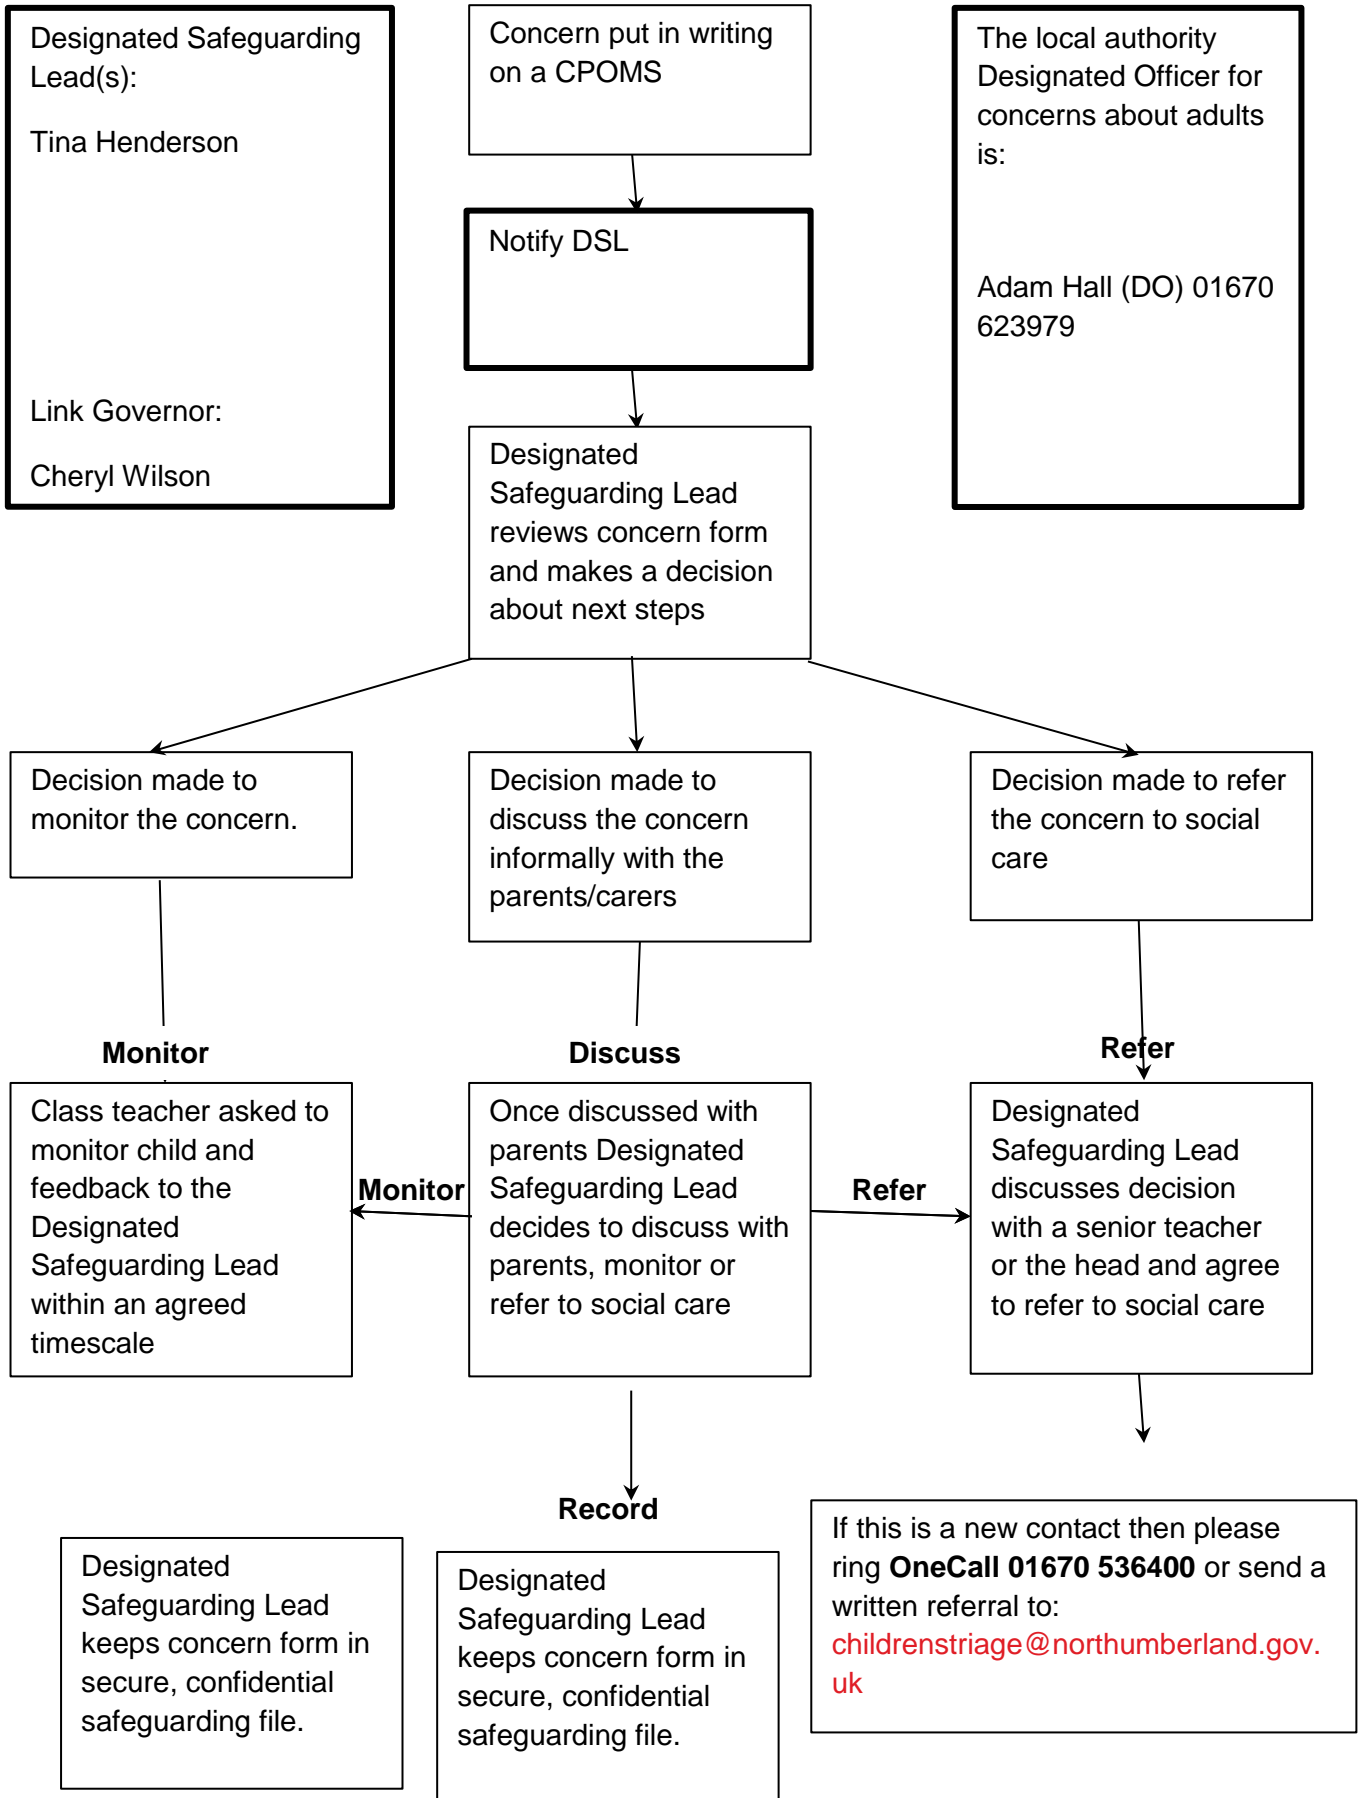 Designated Safeguarding
Lead(s):
Tina Henderson
Link Governor:
Cheryl Wilson
Concern put in writing
on a CPOMS
The local authority
Designated Officer for
concerns about adults
is:
Adam Hall (DO) 01670
623979
Notify DSL
Designated
Safeguarding Lead
reviews concern form
and makes a decision
about next steps
Decision made to
monitor the concern.
Decision made to
discuss the concern
informally with the
parents/carers
Decision made to refer
the concern to social
care
Monitor
Discuss
Refer
Class teacher asked to
monitor child and
feedback to the
Designated
Safeguarding Lead
within an agreed
timescale
Monitor
Once discussed with
parents Designated
Safeguarding Lead
decides to discuss with
parents, monitor or
refer to social care
Refer
Designated
Safeguarding Lead
discusses decision
with a senior teacher
or the head and agree
to refer to social care
Record
Designated
Safeguarding Lead
keeps concern form in
secure, confidential
safeguarding file.
Designated
Safeguarding Lead
keeps concern form in
secure, confidential
safeguarding file.
If this is a new contact then please
ring OneCall 01670 536400 or send a
written referral to:
childrenstriage@northumberland.gov.
uk